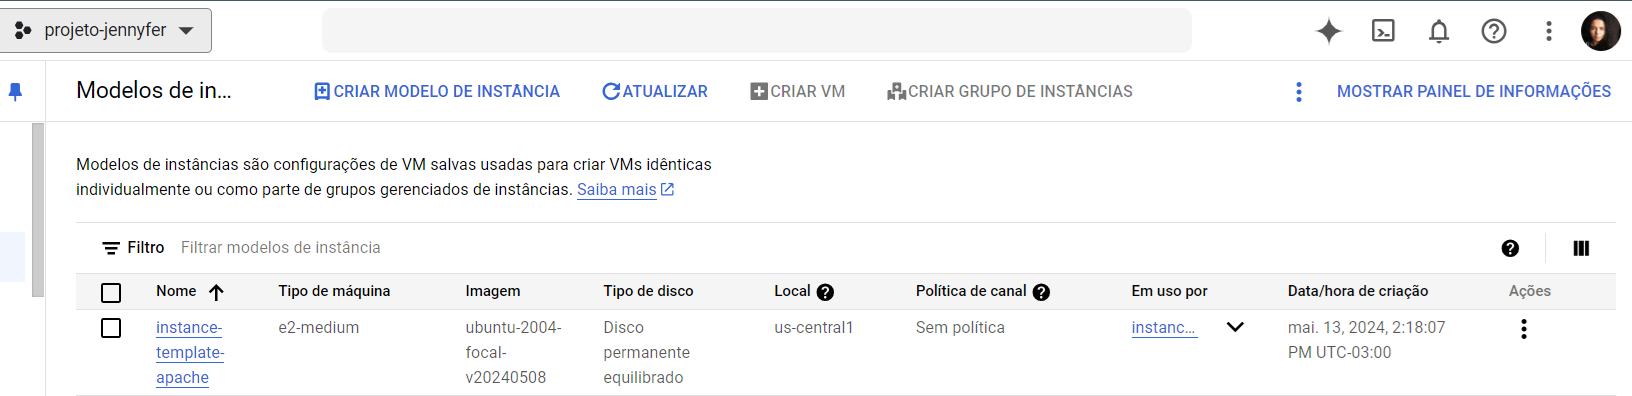 projeto-jennyfer
Modelos de in...
CRIAR MODELO DE INSTÂNCIA
ATUALIZAR
CRIAR VM
CRIAR GRUPO DE INSTÂNCIAS
MOSTRAR PAINEL DE INFORMAÇÕES
Modelos de instâncias são configurações de VM salvas usadas para criar VMs idênticas
individualmente ou como parte de grupos gerenciados de instâncias. Saiba mais
Filtro Filtrar modelos de instância
Nome Tipo de máquina Imagem Tipo de disco Local Política de canal Em uso por Data/hora de criação Ações
instance- e2-medium ubuntu-2004- Disco us-central1 Sem política instanc... mai. 13, 2024, 2:18:07
template- focal- permanente PM UTC-03:00
apache v20240508 equilibrado